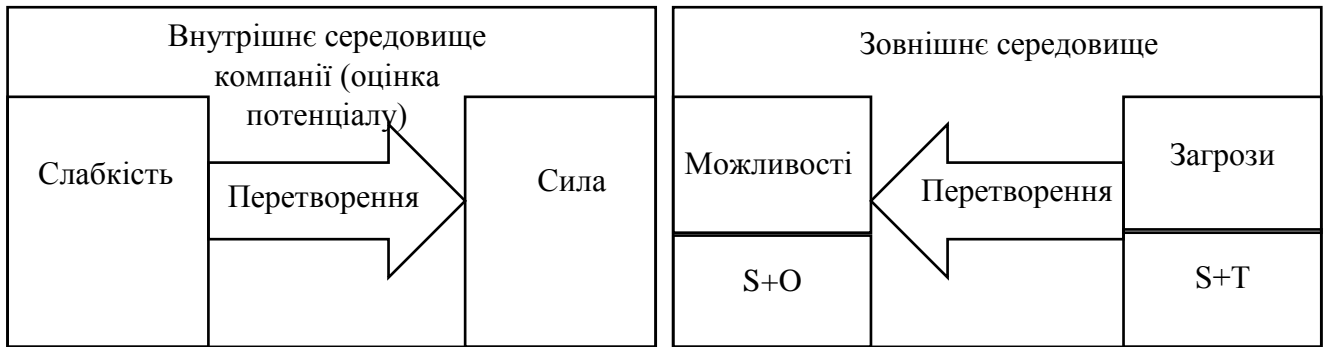 Внутрішнє середовище
компанії (оцінка
потенціалу)
Слабкість
Перетворення
Сила
Зовнішнє середовище
Можливості
Перетворення
Загрози
S+O
S+T